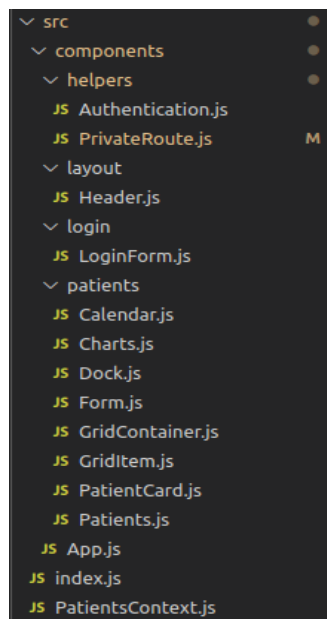 src
components
helpers
JS Authentication.js
JS PrivateRoute.js M
layout
JS Header.js
login
JS LoginForm.js
patients
JS Calendar.js
JS Charts.js
JS Dock.js
JS Form.js
JS GridContainer.js
JS GridItem.js
JS PatientCard.js
JS Patients.js
JS App.js
JS index.js
JS PatientsContext.js